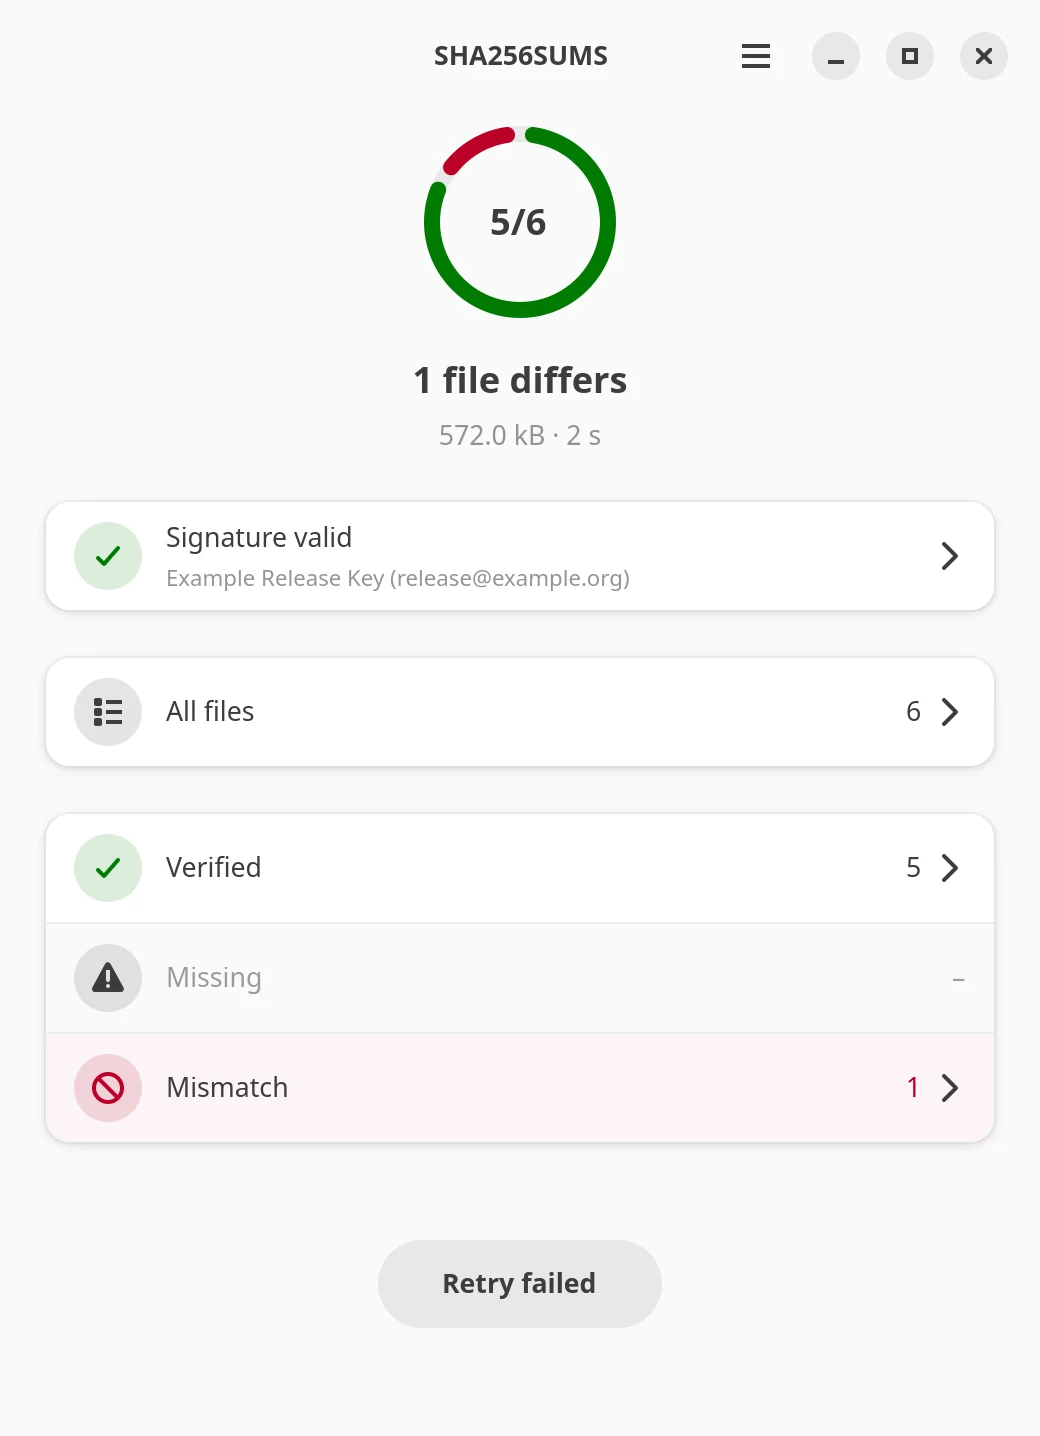 SHA256SUMS
5/6
1 file differs
572.0 kB · 2 s
Signature valid
Example Release Key (release@example.org)
All files 6
Verified 5
Missing –
Mismatch 1
Retry failed